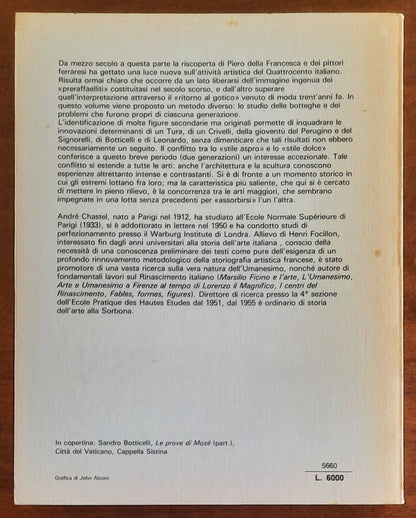 Da mezzo secolo a questa parte la riscoperta di Piero della Francesca e dei pittori
ferraresi ha gettato una luce nuova sull'attività artistica del Quattrocento italiano.
Risulta ormai chiaro che occorre da un lato liberarsi dell'immagine ingenua dei
«preraffaelliti» costituitasi nel secolo scorso, e dall'altro superare
quell'interpretazione attraverso il «ritorno al gotico» venuto di moda trent'anni fa. In
questo volume viene proposto un metodo diverso: lo studio delle botteghe e dei
problemi che furono propri di ciascuna generazione.
L'identificazione di molte figure secondarie ma originali permette di inquadrare le
innovazioni determinanti di un Tura, di un Crivelli, della gioventù del Perugino e del
Signorelli, di Botticelli e di Leonardo, senza dimenticare che tali risultati non ebbero
necessariamente un seguito. Il conflitto tra lo «stile aspro» e lo «stile dolce»
conferisce a questo breve periodo (due generazioni) un interesse eccezionale. Tale
conflitto si estende a tutte le arti: anche l'architettura e la scultura conoscono
esperienze altrettanto intense e contrastanti. Si è di fronte a un momento storico in
cui gli estremi lottano fra loro; ma la caratteristica più saliente, che qui si è cercato
di mettere in pieno rilievo, è la concorrenza tra le arti maggiori, che sembrano
impegnate in una lotta senza precedenti per «assorbirsi» l'un l'altra.
André Chastel, nato a Parigi nel 1912, ha studiato all'Ecole Normale Supérieure di
Parigi (1933), si è addottorato in lettere nel 1950 e ha condotto studi di
perfezionamento presso il Warburg Institute di Londra. Allievo di Henri Focillon,
interessato fin dagli anni universitari alla storia dell'arte italiana , conscio della
necessità di una conoscenza preliminare dei testi come pure dell'esigenza di un
profondo rinnovamento metodologico della storiografia artistica francese, è stato
promotore di una vasta ricerca sulla vera natura dell'Umanesimo, nonché autore di
fondamentali lavori sul Rinascimento italiano (Marsilio Ficino e l'arte, L'Umanesimo,
Arte e Umanesimo a Firenze al tempo di Lorenzo il Magnifico, I centri del
Rinascimento, Fables, formes, figures). Direttore di ricerca presso la 4ª sezione
dell'Ecole Pratique des Hautes Etudes dal 1951, dal 1955 è ordinario di storia
dell'arte alla Sorbona.
In copertina: Sandro Botticelli, Le prove di Mosé (part.),
Città del Vaticano, Cappella Sistina
5660
L. 6000
Grafica di John Alcorn